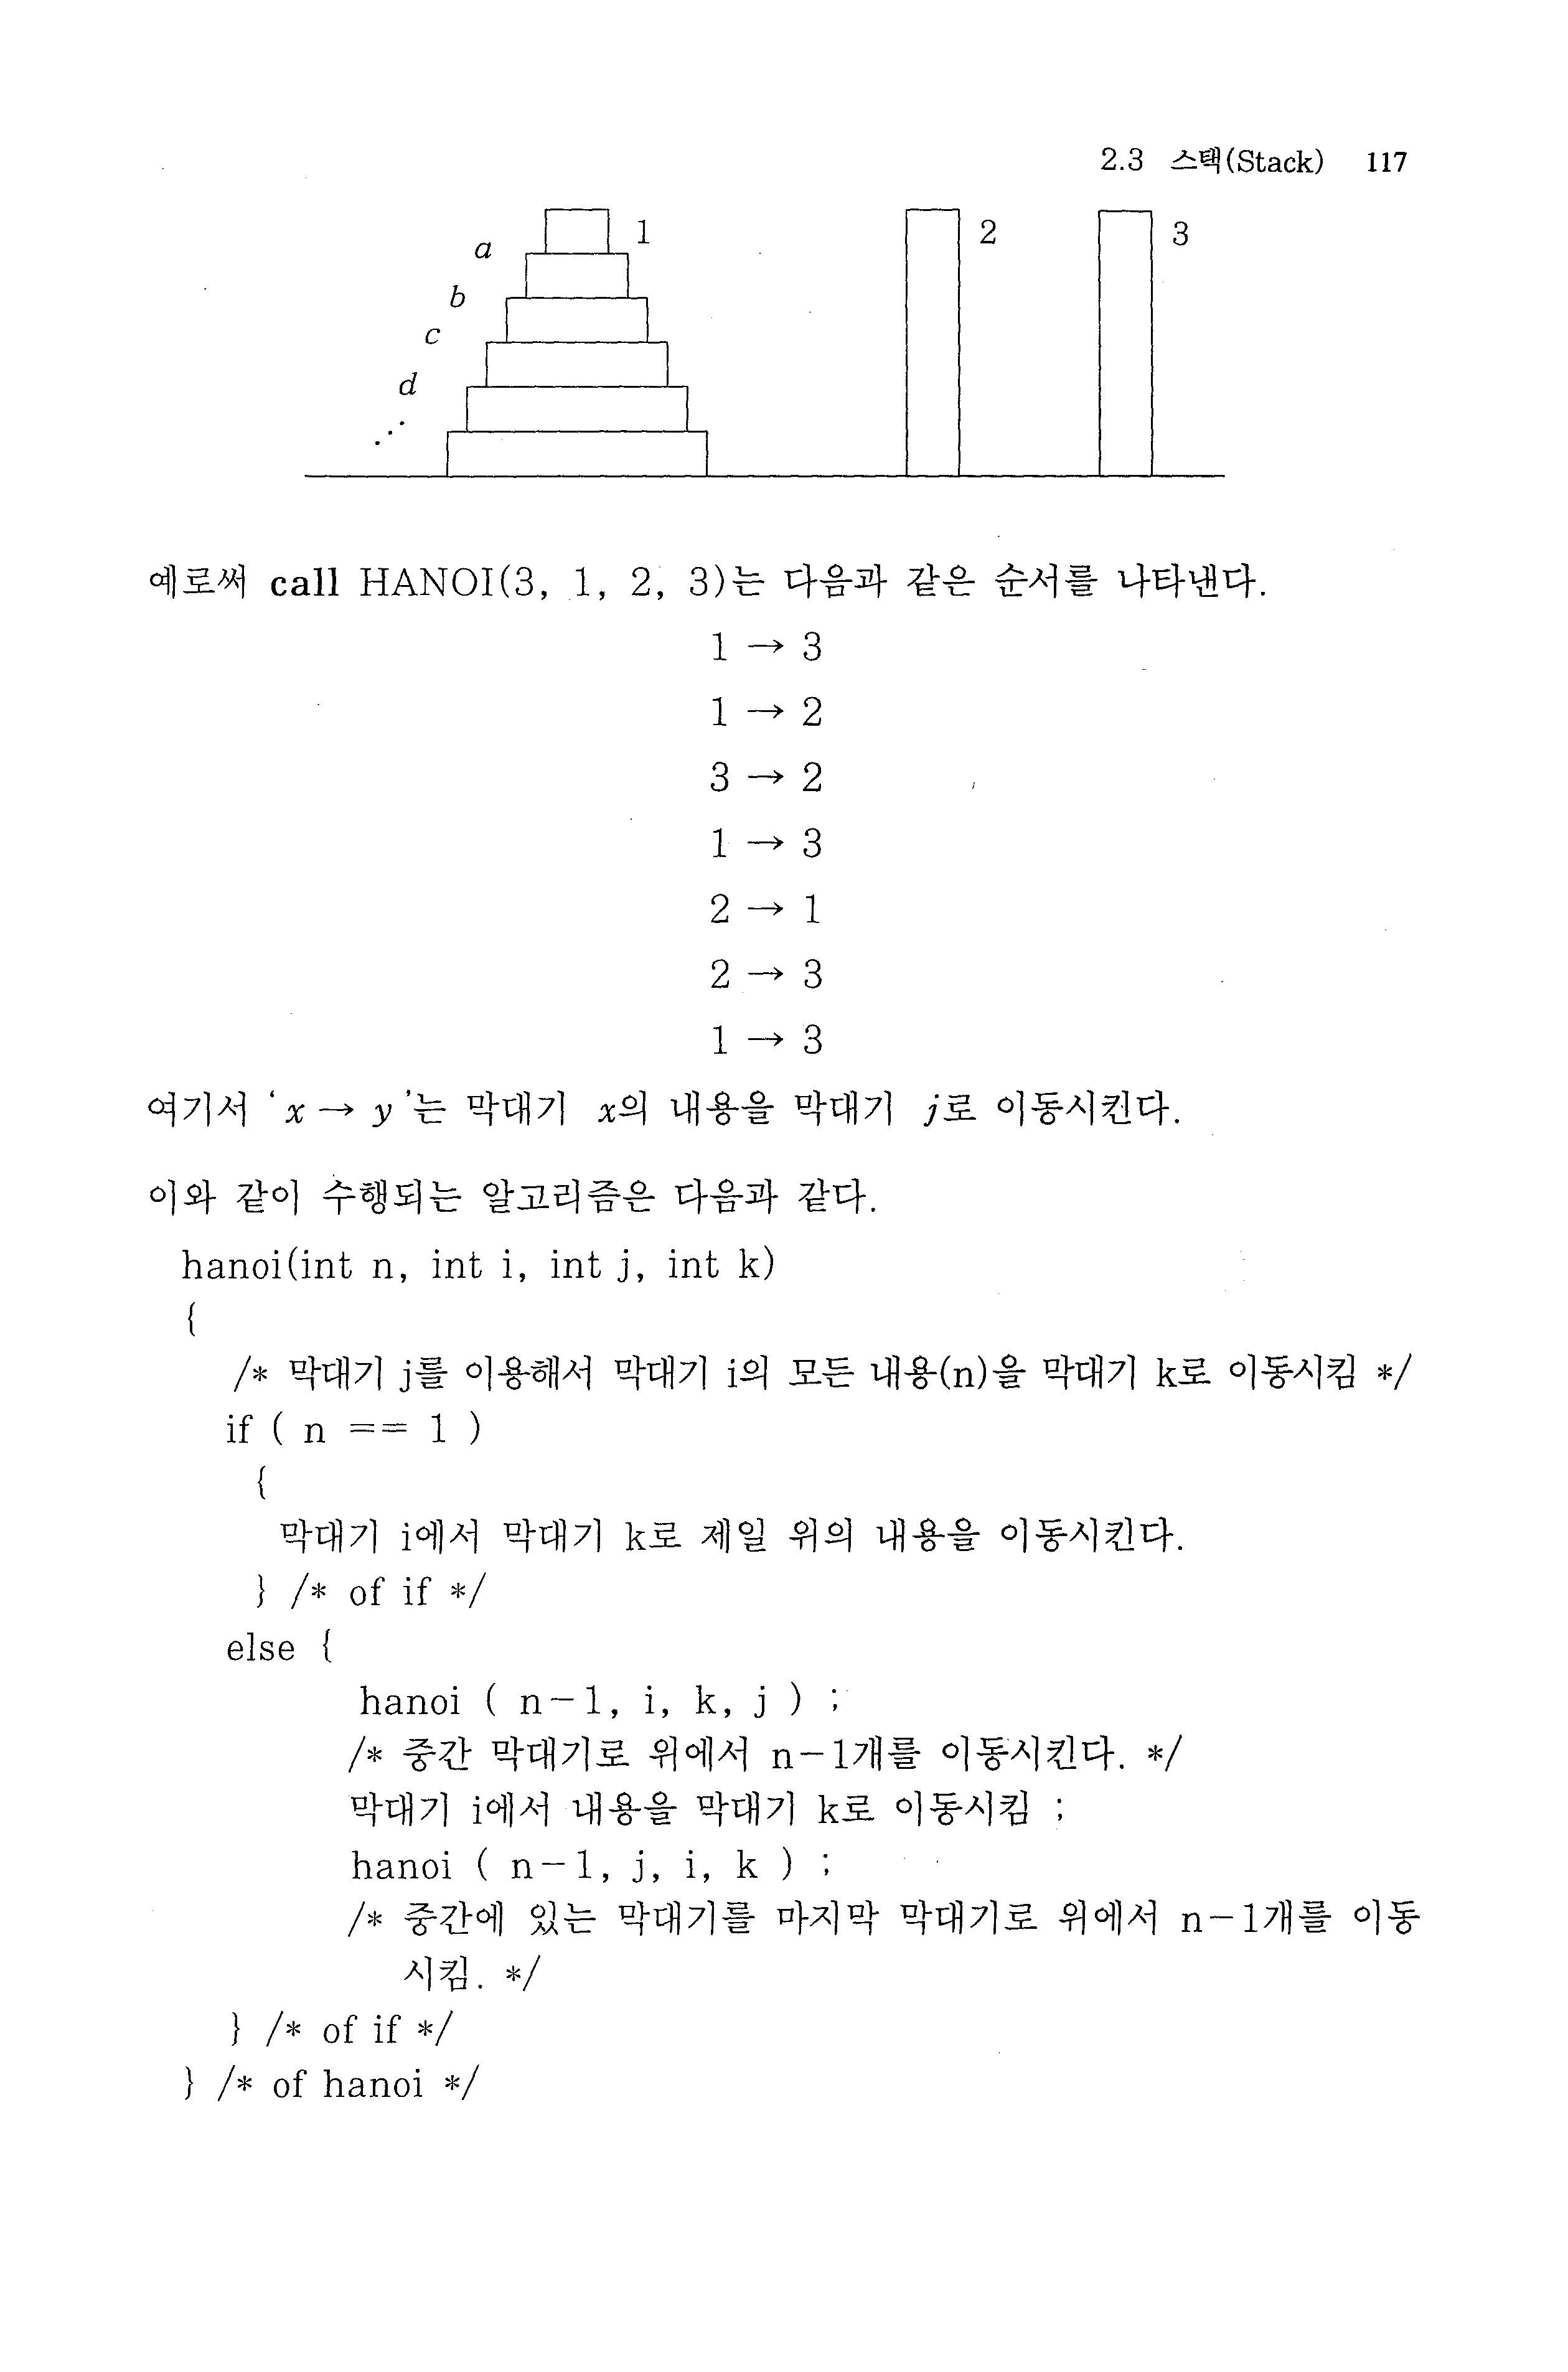 2.3 스택(Stack) 117
1 2 3
a
b
c
d
⋰
예로써 call HANOI(3, 1, 2, 3)는 다음과 같은 순서를 나타낸다.
1 → 3
1 → 2
3 → 2
1 → 3
2 → 1
2 → 3
1 → 3
여기서 ‘x → y’는 막대기 x의 내용을 막대기 j로 이동시킨다.
이와 같이 수행되는 알고리즘은 다음과 같다.
hanoi(int n, int i, int j, int k)
{
/* 막대기 j를 이용해서 막대기 i의 모든 내용(n)을 막대기 k로 이동시킴 */
if ( n == 1 )
{
막대기 i에서 막대기 k로 제일 위의 내용을 이동시킨다.
} /* of if */
else {
hanoi ( n-1, i, k, j ) ;
/* 중간 막대기로 위에서 n-1개를 이동시킨다. */
막대기 i에서 내용을 막대기 k로 이동시킴 ;
hanoi ( n-1, j, i, k ) ;
/* 중간에 있는 막대기를 마지막 막대기로 위에서 n-1개를 이동
시킴. */
} /* of if */
} /* of hanoi */